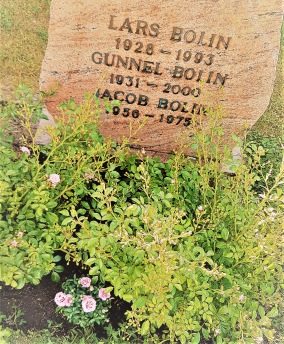 LARS BOLIN
1928 - 1993
GUNNEL BOLIN
1931 - 2000
JACOB BOLIN
1956 - 1975